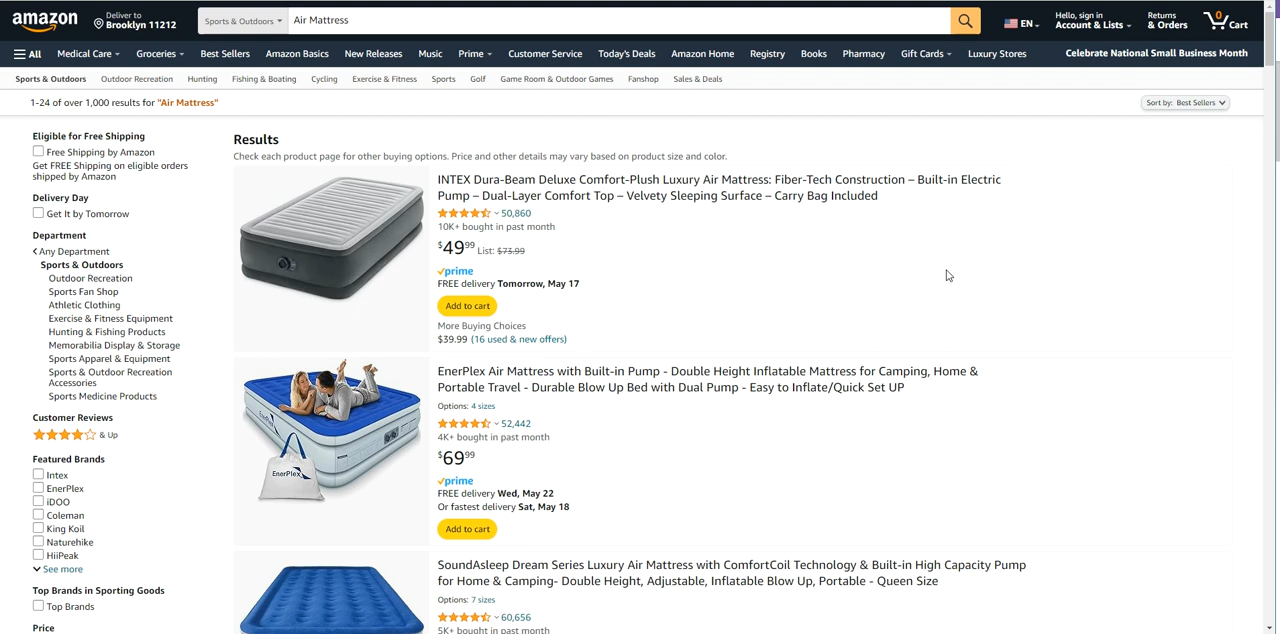 amazon
Deliver to
Brooklyn 11212
Sports & Outdoors
Air Mattress
EN
Hello, sign in
Account & Lists
Returns
& Orders
0
Cart
All
Medical Care
Groceries
Best Sellers
Amazon Basics
New Releases
Music
Prime
Customer Service
Today's Deals
Amazon Home
Registry
Books
Pharmacy
Gift Cards
Luxury Stores
Celebrate National Small Business Month
Sports & Outdoors
Outdoor Recreation
Hunting
Fishing & Boating
Cycling
Exercise & Fitness
Sports
Golf
Game Room & Outdoor Games
Fanshop
Sales & Deals
1-24 of over 1,000 results for "Air Mattress"
Sort by: Best Sellers
Eligible for Free Shipping
Free Shipping by Amazon
Get FREE Shipping on eligible orders
shipped by Amazon
Delivery Day
Get It by Tomorrow
Department
Any Department
Sports & Outdoors
Outdoor Recreation
Sports Fan Shop
Athletic Clothing
Exercise & Fitness Equipment
Hunting & Fishing Products
Memorabilia Display & Storage
Sports Apparel & Equipment
Sports & Outdoor Recreation
Accessories
Sports Medicine Products
Customer Reviews
& Up
Featured Brands
Intex
EnerPlex
iDOO
Coleman
King Koil
Naturehike
HiiPeak
See more
Top Brands in Sporting Goods
Top Brands
Price
Results
Check each product page for other buying options. Price and other details may vary based on product size and color.
INTEX Dura-Beam Deluxe Comfort-Plush Luxury Air Mattress: Fiber-Tech Construction – Built-in Electric
Pump – Dual-Layer Comfort Top – Velvety Sleeping Surface – Carry Bag Included
50,860
10K+ bought in past month
$49.99 List: $73.99
prime
FREE delivery Tomorrow, May 17
Add to cart
More Buying Choices
$39.99 (16 used & new offers)
EnerPlex
EnerPlex
EnerPlex Air Mattress with Built-in Pump - Double Height Inflatable Mattress for Camping, Home &
Portable Travel - Durable Blow Up Bed with Dual Pump - Easy to Inflate/Quick Set UP
Options: 4 sizes
52,442
4K+ bought in past month
$69.99
prime
FREE delivery Wed, May 22
Or fastest delivery Sat, May 18
Add to cart
SoundAsleep Dream Series Luxury Air Mattress with ComfortCoil Technology & Built-in High Capacity Pump
for Home & Camping- Double Height, Adjustable, Inflatable Blow Up, Portable - Queen Size
Options: 7 sizes
60,656
5K+ bought in past month